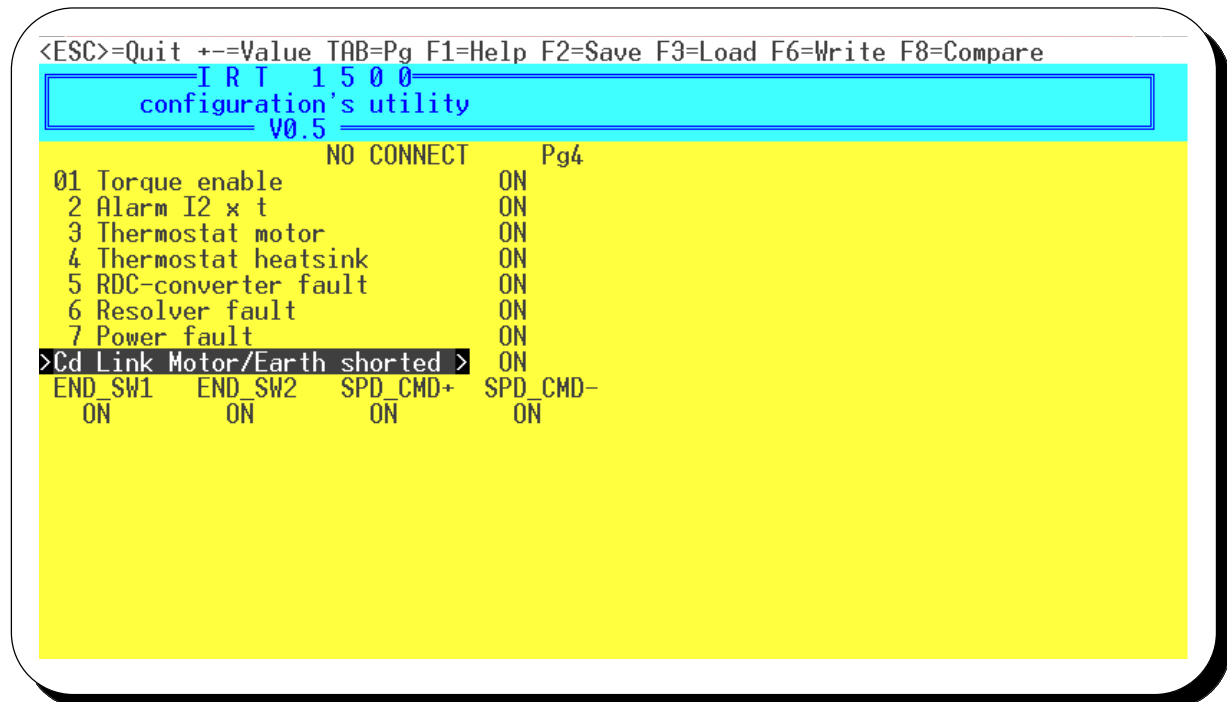 <ESC>=Quit +-=Value TAB=Pg F1=Help F2=Save F3=Load F6=Write F8=Compare
I R T 1 5 0 0
configuration's utility
V0.5
NO CONNECT Pg4
01 Torque enable ON
2 Alarm I2 x t ON
3 Thermostat motor ON
4 Thermostat heatsink ON
5 RDC-converter fault ON
6 Resolver fault ON
7 Power fault ON
>Cd Link Motor/Earth shorted > ON
END_SW1 END_SW2 SPD_CMD+ SPD_CMD-
ON ON ON ON